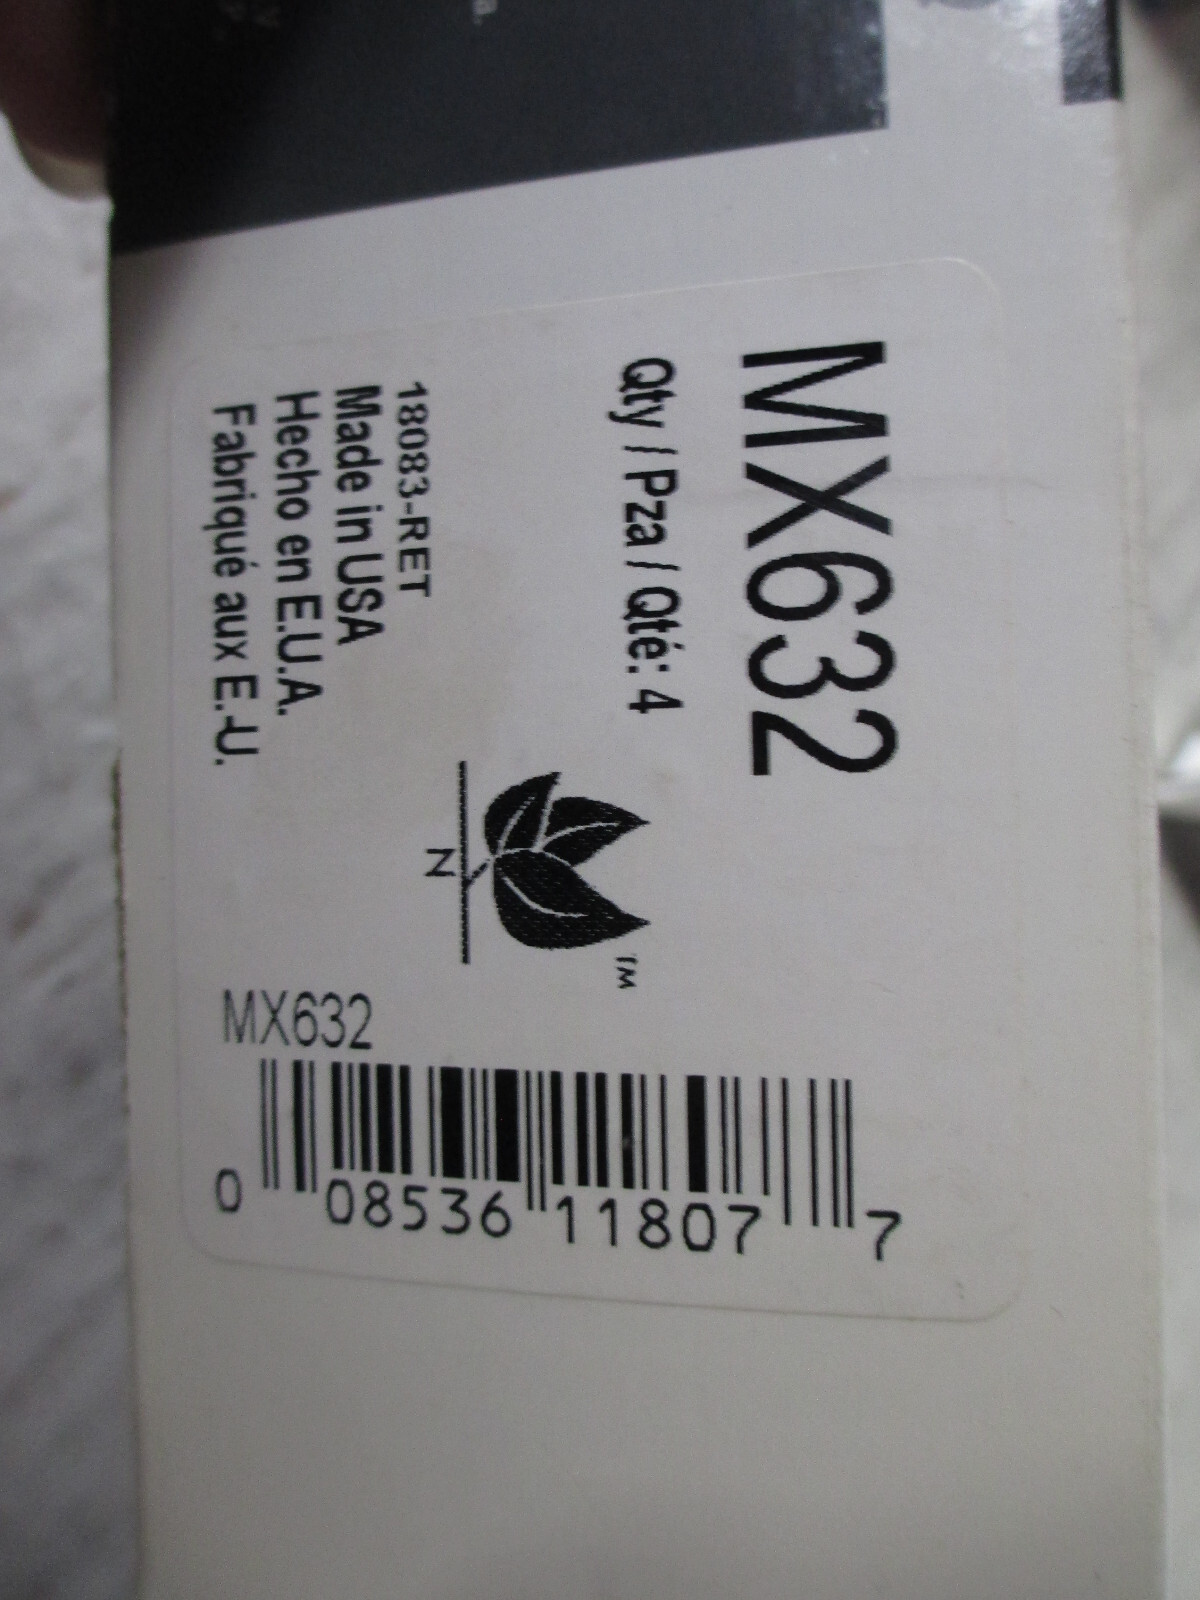 MX632
Qty / Pza / Qté: 4
18083-RET
Made in USA
Hecho en E.U.A.
Fabriqué aux E.-U.
N
TM
MX632
0 08536 11807 7